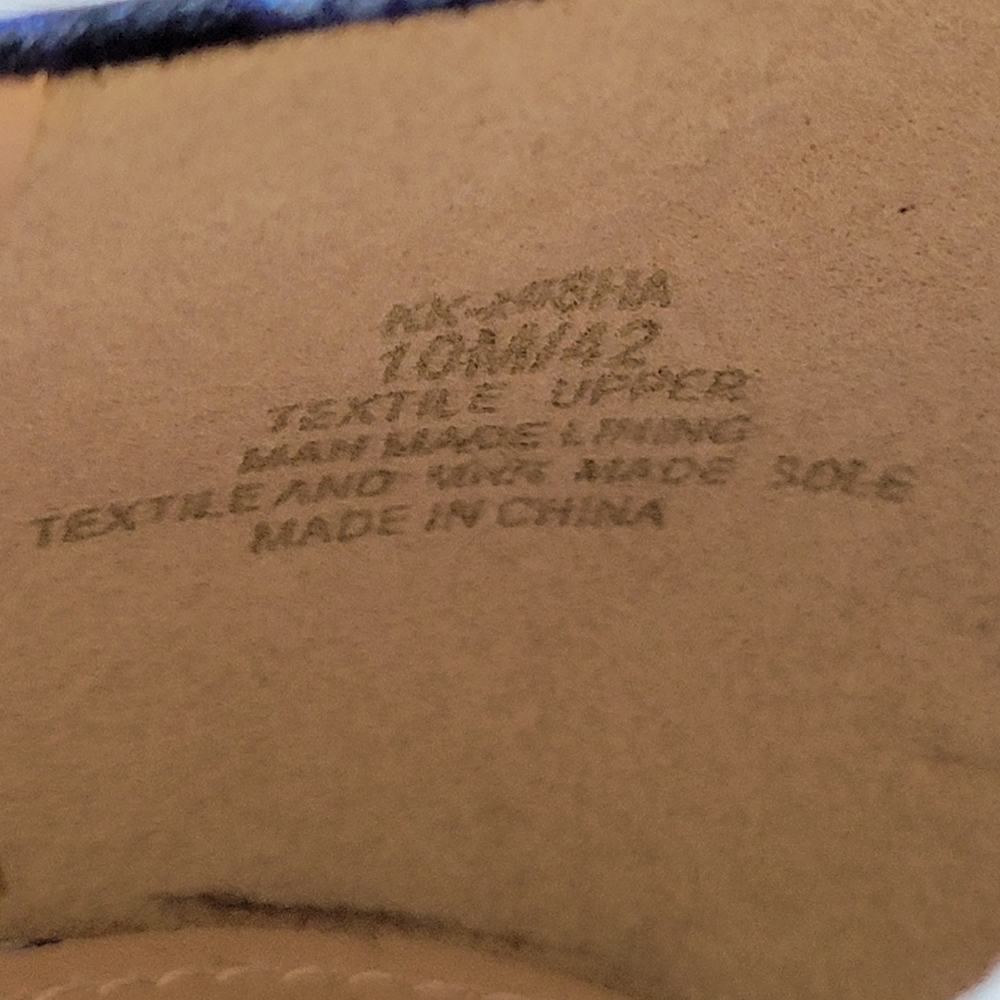 10M/42
TEXTILE UPPER
MAN MADE LINING
TEXTILE AND MADE SOLE
MADE IN CHINA